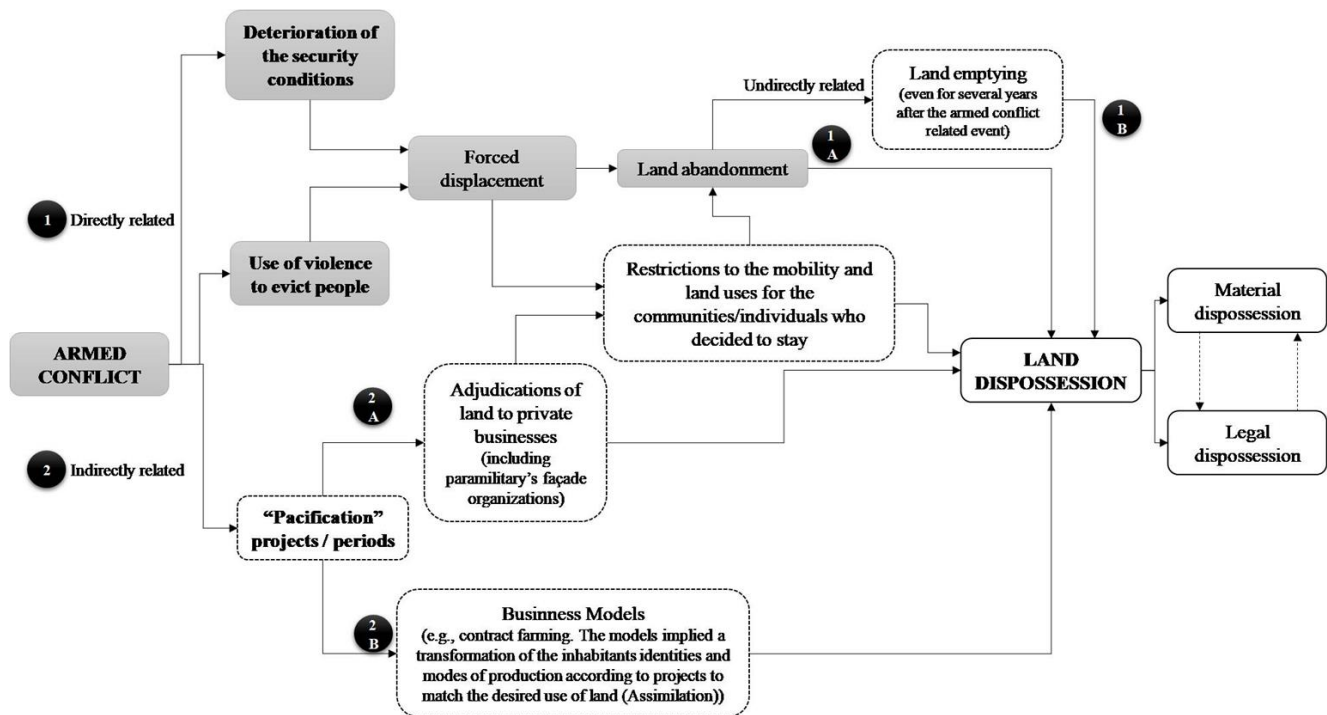 Deterioration of
the security
conditions
Undirectly related
Land emptying
(even for several years
after the armed conflict
related event)
1
B
1
A
Forced
displacement
Land abandonment
1
Directly related
Use of violence
to evict people
Restrictions to the mobility and
land uses for the
communities/individuals who
decided to stay
Material
dispossession
ARMED
CONFLICT
LAND
DISPOSSESSION
2
A
Adjudications of
land to private
businesses
(including
paramilitary’s façade
organizations)
Legal
dispossession
2
Indirectly related
“Pacification”
projects / periods
2
B
Businness Models
(e.g., contract farming. The models implied a
transformation of the inhabitants identities and
modes of production according to projects to
match the desired use of land (Assimilation))